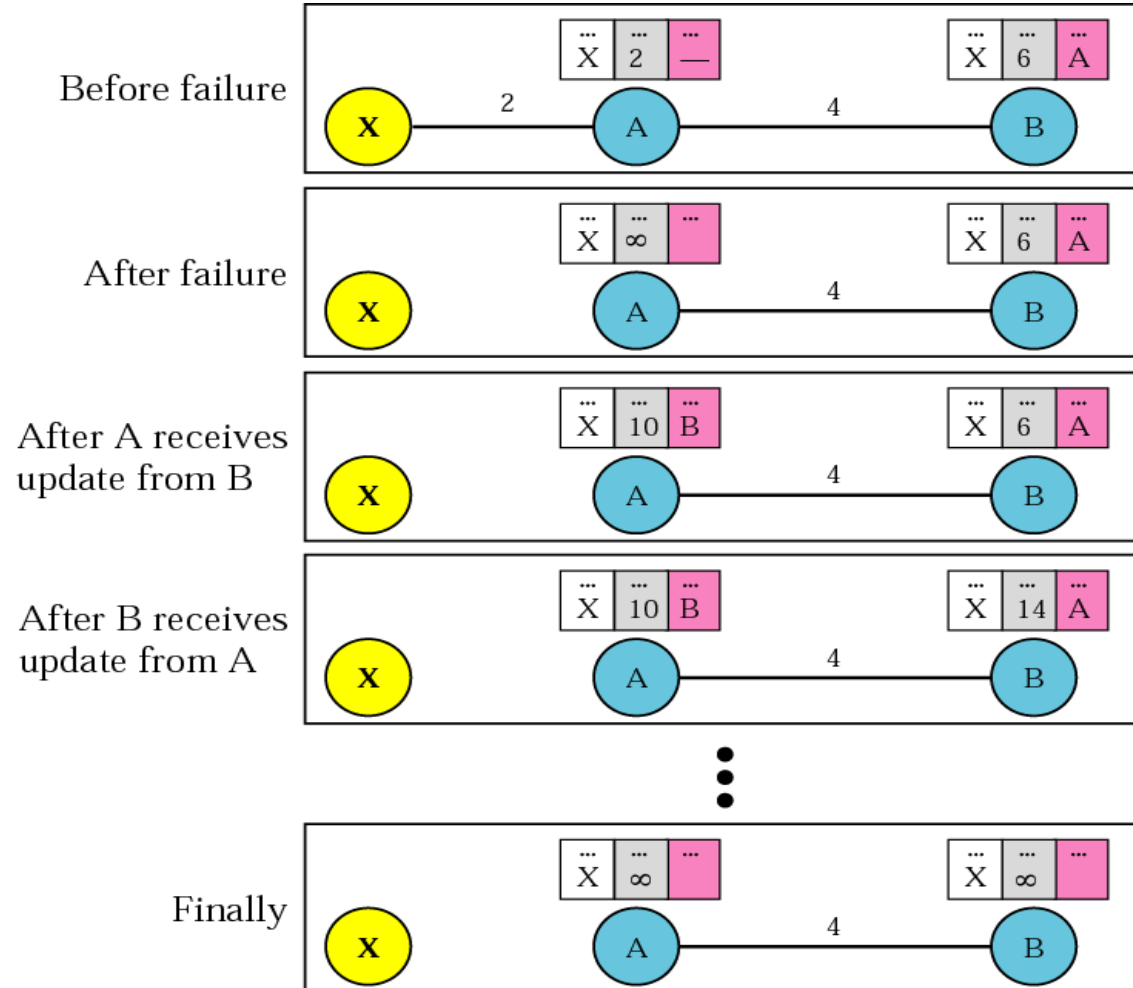 ... ... ...
X 2 —
... ... ...
X 6 A
Before failure
X
2
A
4
B
... ... ...
X ∞
... ... ...
X 6 A
After failure
X
A
4
B
... ... ...
X 10 B
... ... ...
X 6 A
After A receives
update from B
X
A
4
B
... ... ...
X 10 B
... ... ...
X 14 A
After B receives
update from A
X
A
4
B
... ... ...
X ∞
... ... ...
X ∞
Finally
X
A
4
B